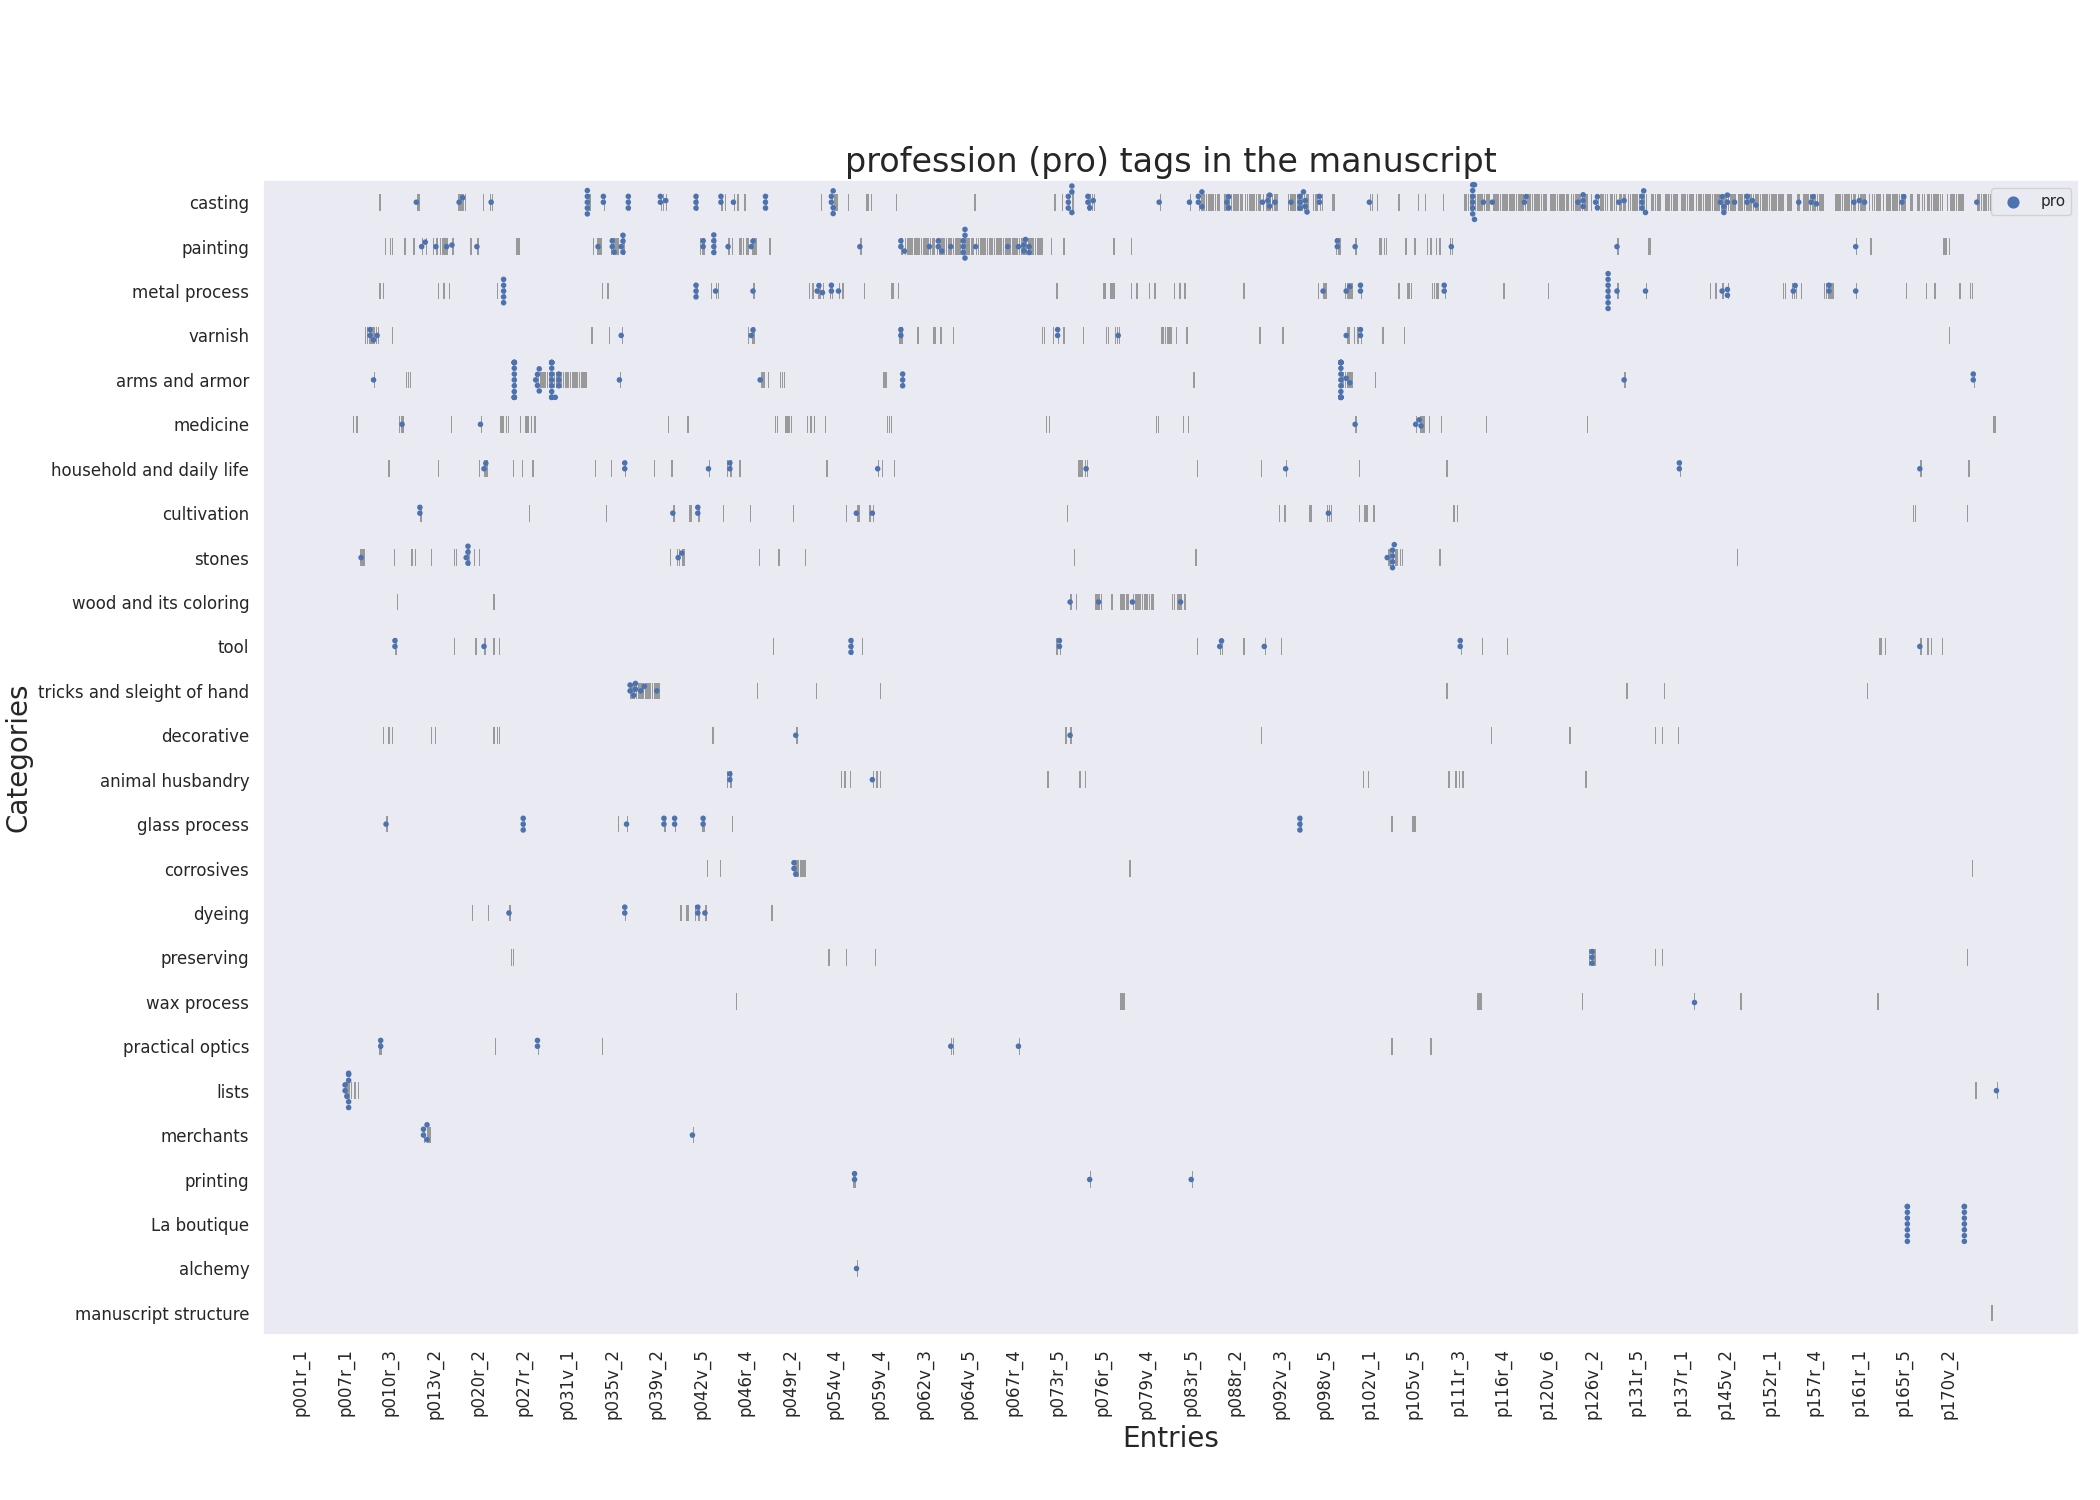 profession (pro) tags in the manuscript
pro
Categories
casting
painting
metal process
varnish
arms and armor
medicine
household and daily life
cultivation
stones
wood and its coloring
tool
tricks and sleight of hand
decorative
animal husbandry
glass process
corrosives
dyeing
preserving
wax process
practical optics
lists
merchants
printing
La boutique
alchemy
manuscript structure
p001r_1
p007r_1
p010r_3
p013v_2
p020r_2
p027r_2
p031v_1
p035v_2
p039v_2
p042v_5
p046r_4
p049r_2
p054v_4
p059v_4
p062v_3
p064v_5
p067r_4
p073r_5
p076r_5
p079v_4
p083r_5
p088r_2
p092v_3
p098v_5
p102v_1
p105v_5
p111r_3
p116r_4
p120v_6
p126v_2
p131r_5
p137r_1
p145v_2
p152r_1
p157r_4
p161r_1
p165r_5
p170v_2
Entries